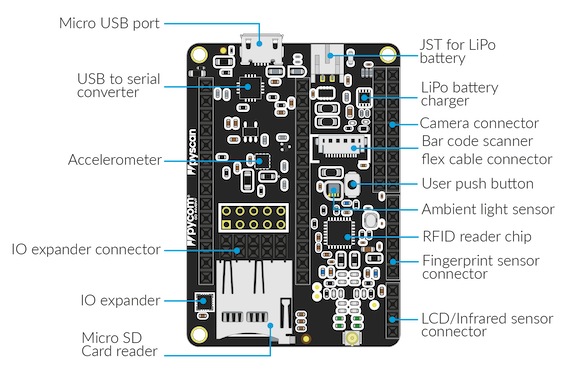 Micro USB port
JST for LiPo
battery
USB to serial
converter
LiPo battery
charger
Camera connector
Bar code scanner
flex cable connector
Accelerometer
User push button
Ambient light sensor
RFID reader chip
IO expander connector
Fingerprint sensor
connector
IO expander
LCD/Infrared sensor
connector
Micro SD
Card reader
pyscan
pycom